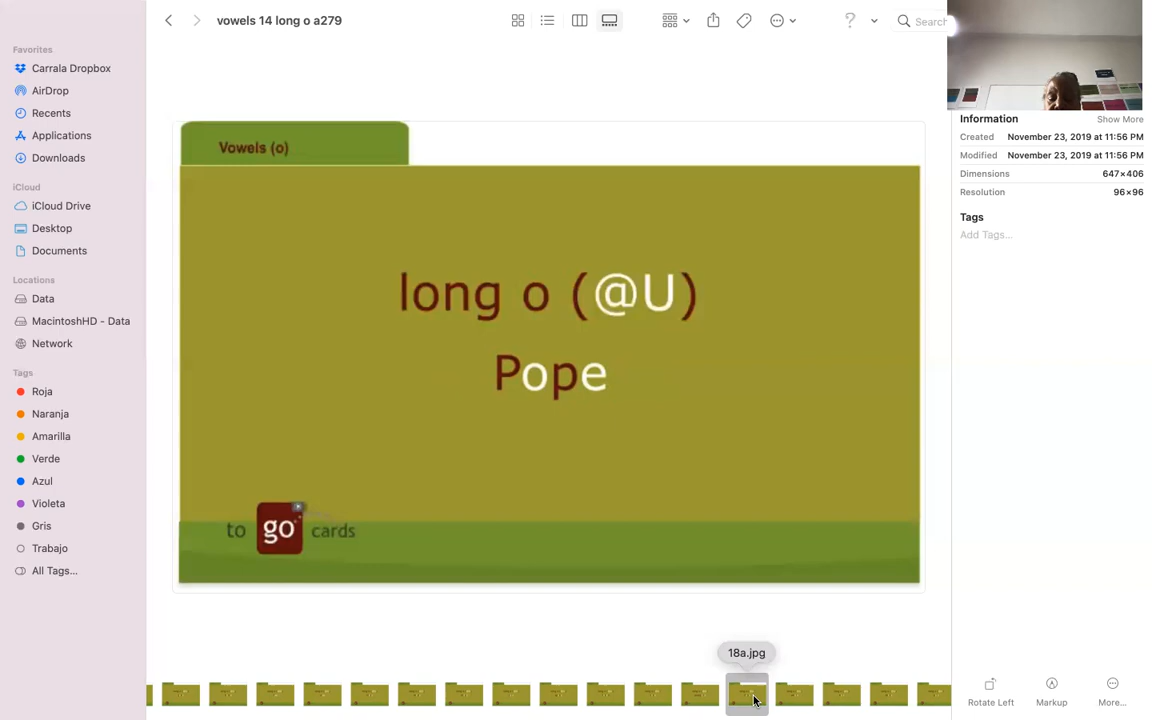 vowels 14 long o a279
Search
Favorites
Carrala Dropbox
AirDrop
Recents
Applications
Downloads
iCloud
iCloud Drive
Desktop
Documents
Locations
Data
MacintoshHD - Data
Network
Tags
Roja
Naranja
Amarilla
Verde
Azul
Violeta
Gris
Trabajo
All Tags...
Vowels (o)
long o (@U)
Pope
to go cards
18a.jpg
Information
Show More
Created November 23, 2019 at 11:56 PM
Modified November 23, 2019 at 11:56 PM
Dimensions 647×406
Resolution 96×96
Tags
Add Tags...
Rotate Left
Markup
More...